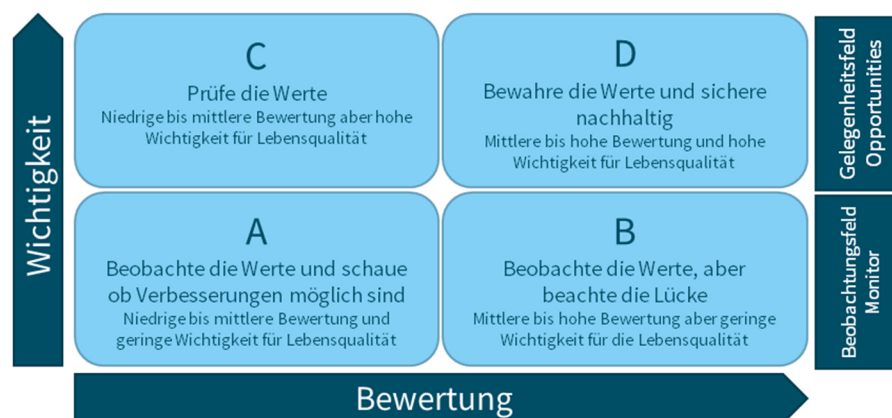 Wichtigkeit
C
Prüfe die Werte
Niedrige bis mittlere Bewertung aber hohe
Wichtigkeit für Lebensqualität
D
Bewahre die Werte und sichere
nachhaltig
Mittlere bis hohe Bewertung und hohe
Wichtigkeit für Lebensqualität
Gelegenheitsfeld
Opportunities
A
Beobachte die Werte und schaue
ob Verbesserungen möglich sind
Niedrige bis mittlere Bewertung und
geringe Wichtigkeit für Lebensqualität
B
Beobachte die Werte, aber
beachte die Lücke
Mittlere bis hohe Bewertung aber geringe
Wichtigkeit für die Lebensqualität
Beobachtungsfeld
Monitor
Bewertung